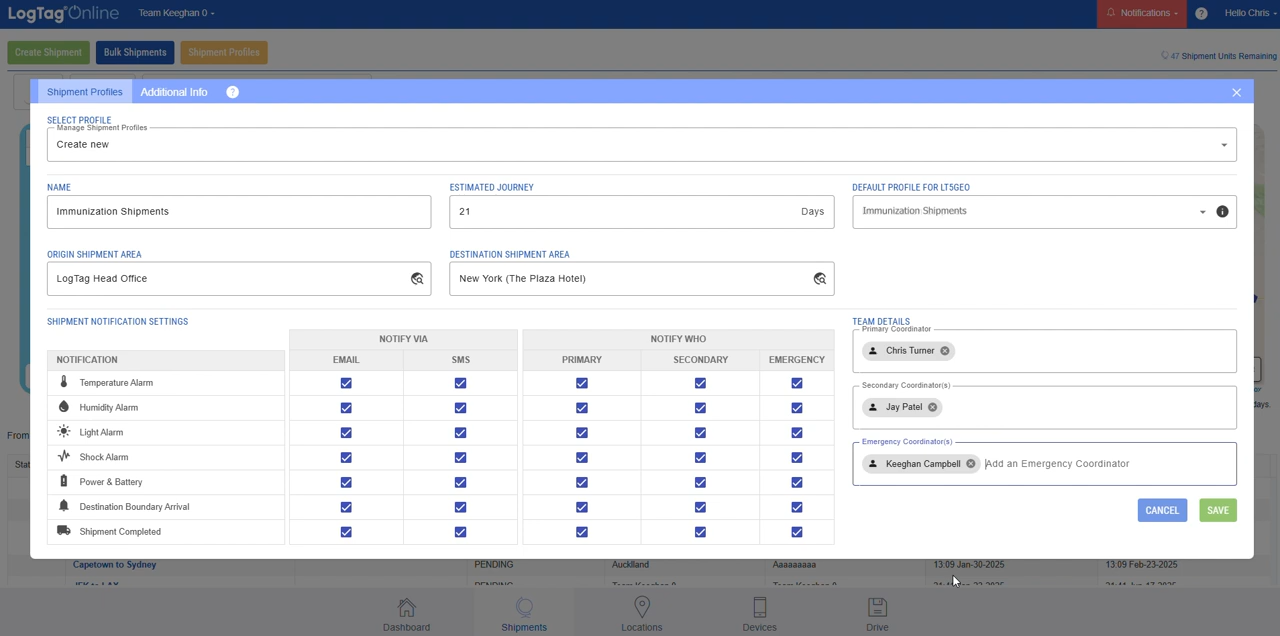 LogTag Online Team Keeghan 0 Notifications ? Hello Chris
Create Shipment Bulk Shipments Shipment Profiles 47 Shipment Units Remaining
Shipment Profiles Additional Info ?
SELECT PROFILE
Manage Shipment Profiles
Create new
NAME ESTIMATED JOURNEY DEFAULT PROFILE FOR LT5GEO
Immunization Shipments 21 Days Immunization Shipments
ORIGIN SHIPMENT AREA DESTINATION SHIPMENT AREA
LogTag Head Office New York (The Plaza Hotel)
SHIPMENT NOTIFICATION SETTINGS TEAM DETAILS
Primary Coordinator
NOTIFY VIA NOTIFY WHO
Chris Turner
NOTIFICATION EMAIL SMS PRIMARY SECONDARY EMERGENCY
Temperature Alarm
Secondary Coordinator(s)
Humidity Alarm Jay Patel
days.
Light Alarm
From
Emergency Coordinator(s)
Shock Alarm
Keeghan Campbell Add an Emergency Coordinator
Stat
Power & Battery
Destination Boundary Arrival CANCEL SAVE
Shipment Completed
Capetown to Sydney PENDING Auckland Aaaaaaaaa 13:09 Jan-30-2025 13:09 Feb-23-2025
Dashboard Shipments Locations Devices Drive